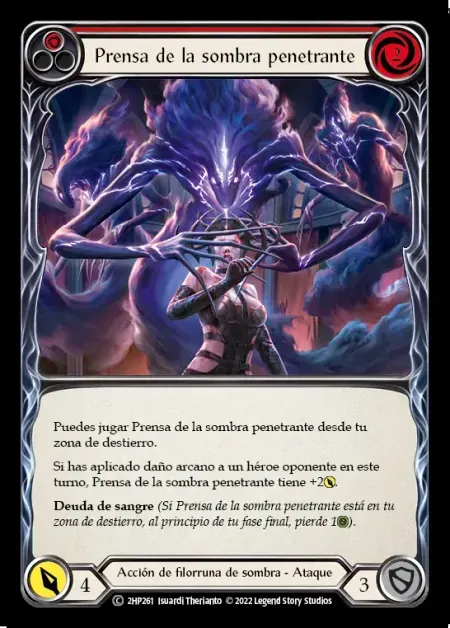 Prensa de la sombra penetrante
2
Puedes jugar Prensa de la sombra penetrante desde tu
zona de destierro.
Si has aplicado daño arcano a un héroe oponente en este
turno, Prensa de la sombra penetrante tiene +2.
Deuda de sangre (Si Prensa de la sombra penetrante está en tu
zona de destierro, al principio de tu fase final, pierde 1).
4
Acción de filorruna de sombra - Ataque
3
C 2HP261 Isuardi Therianto © 2022 Legend Story Studios